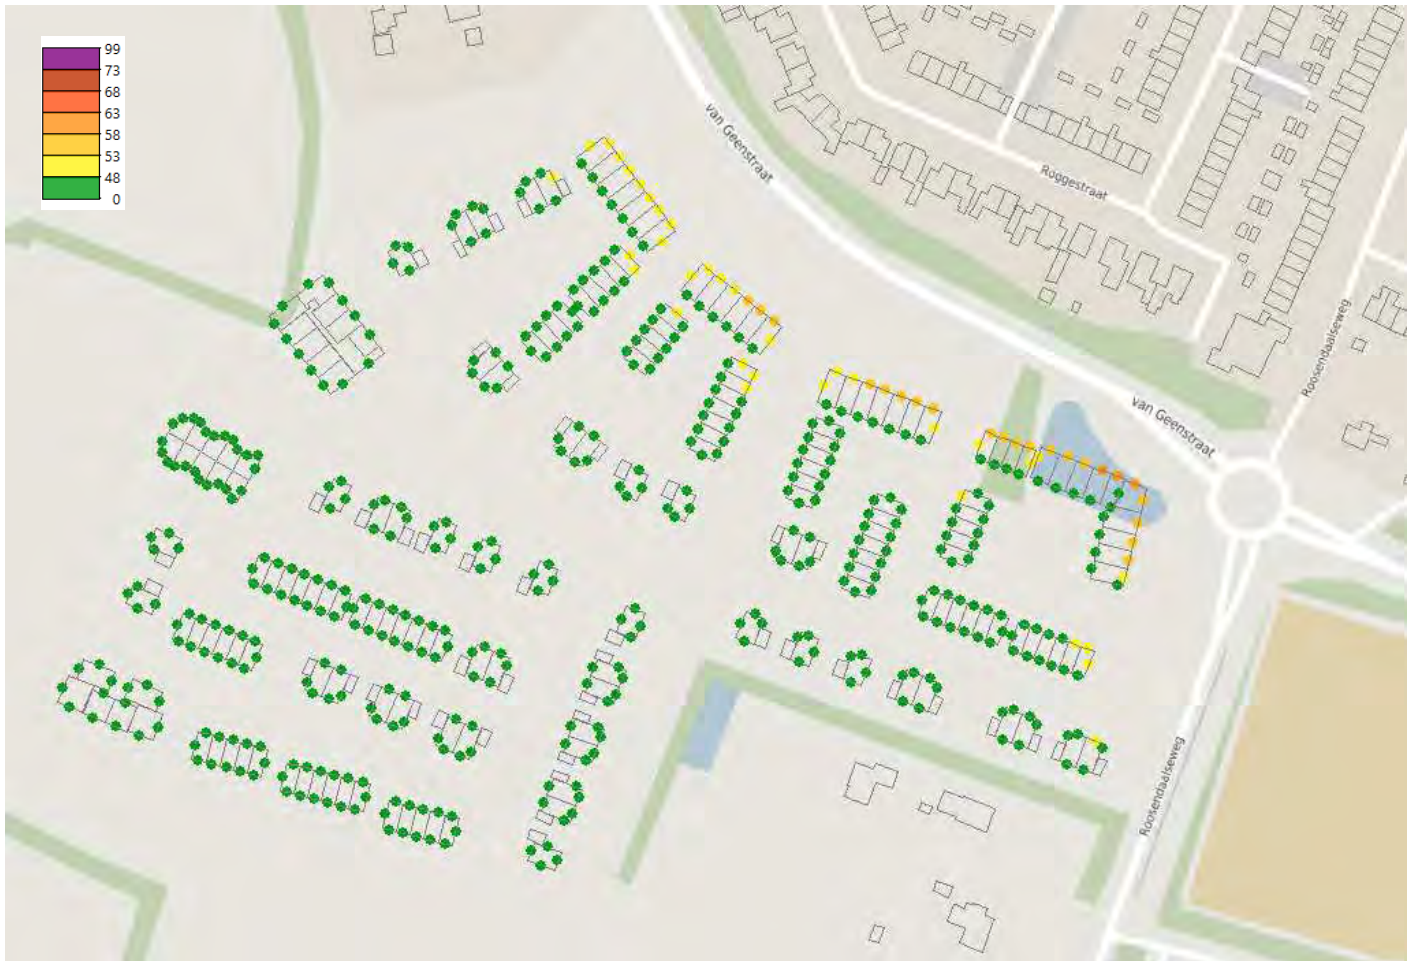 99
73
68
63
58
53
48
0
van Geenstraat
Roggestraat
Roosendaalseweg
van Geenstraat
Roosendaalseweg